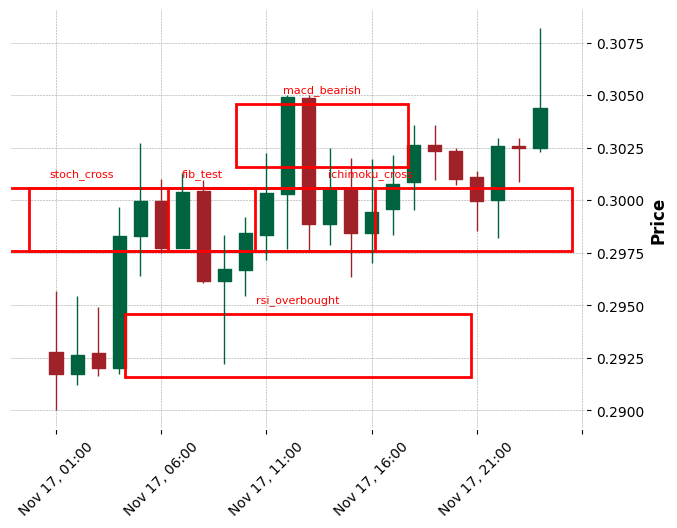 macd_bearish
stoch_cross
fib_test
ichimoku_cross
rsi_overbought
0.3075
0.3050
0.3025
0.3000
0.2975
0.2950
0.2925
0.2900
Price
Nov 17, 01:00
Nov 17, 06:00
Nov 17, 11:00
Nov 17, 16:00
Nov 17, 21:00